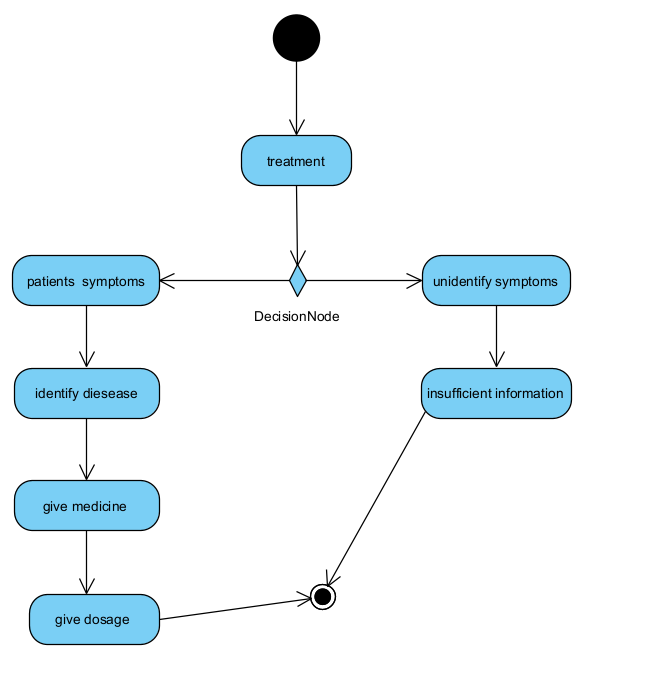 treatment
patients  symptoms
unidentify symptoms
DecisionNode
identify diesease
insufficient information
give medicine
give dosage